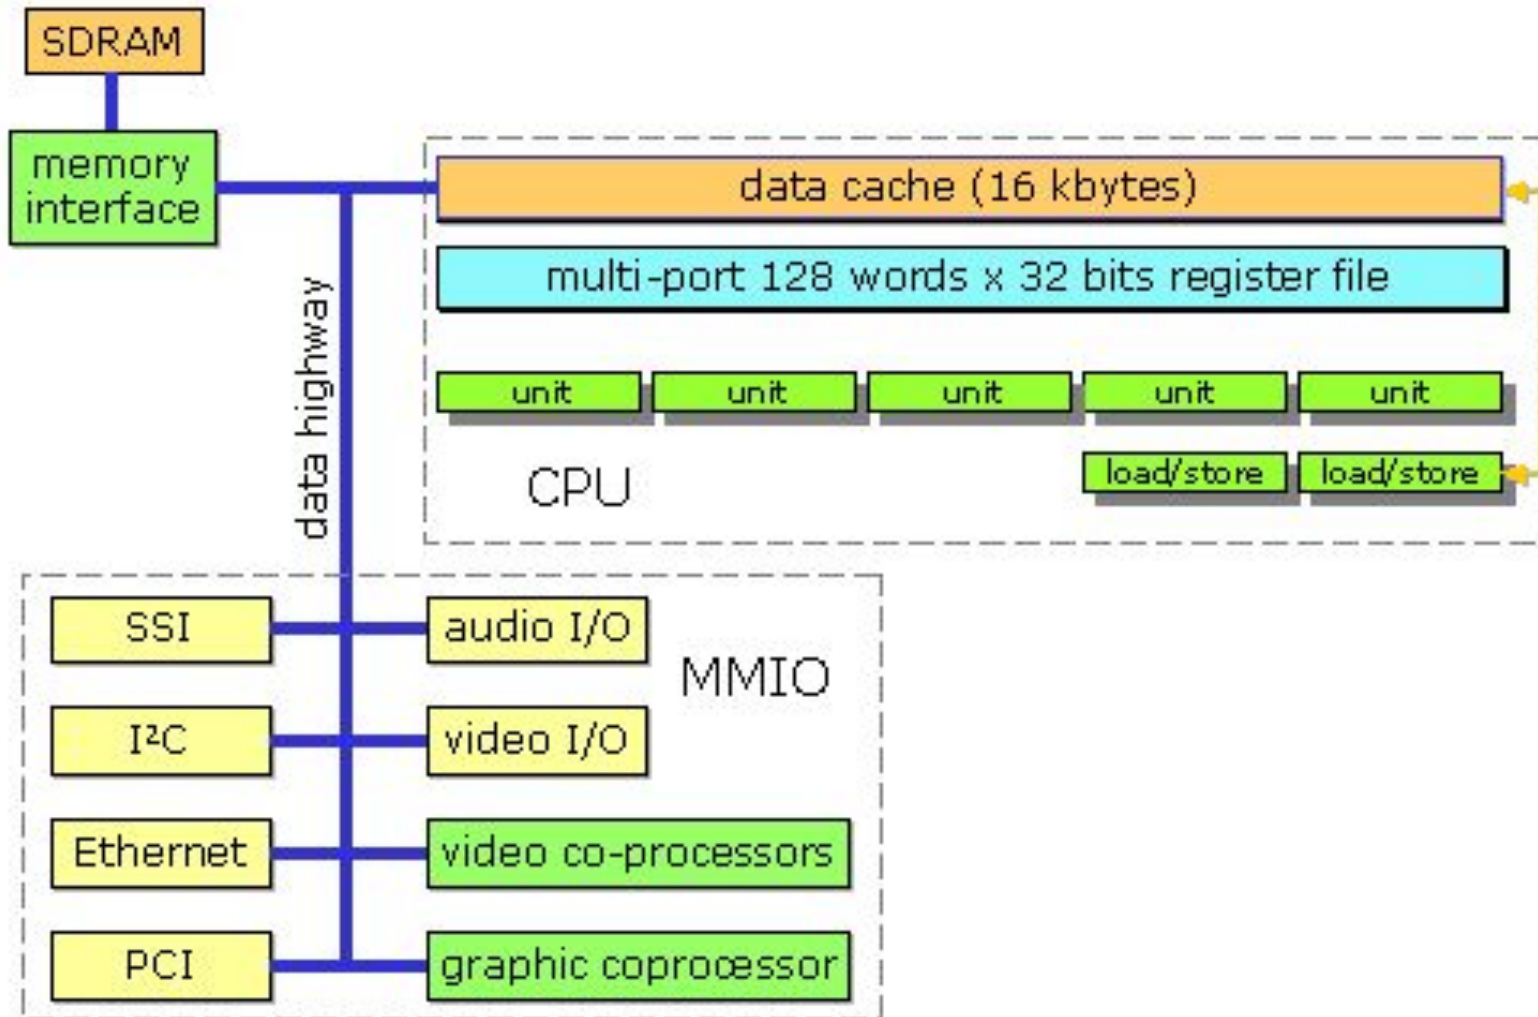 SDRAM
memory
interface
data cache (16 kbytes)
multi-port 128 words x 32 bits register file
data highway
unit unit unit unit unit
load/store load/store
CPU
SSI
audio I/O
MMIO
I²C
video I/O
Ethernet
video co-processors
PCI
graphic coprocessor